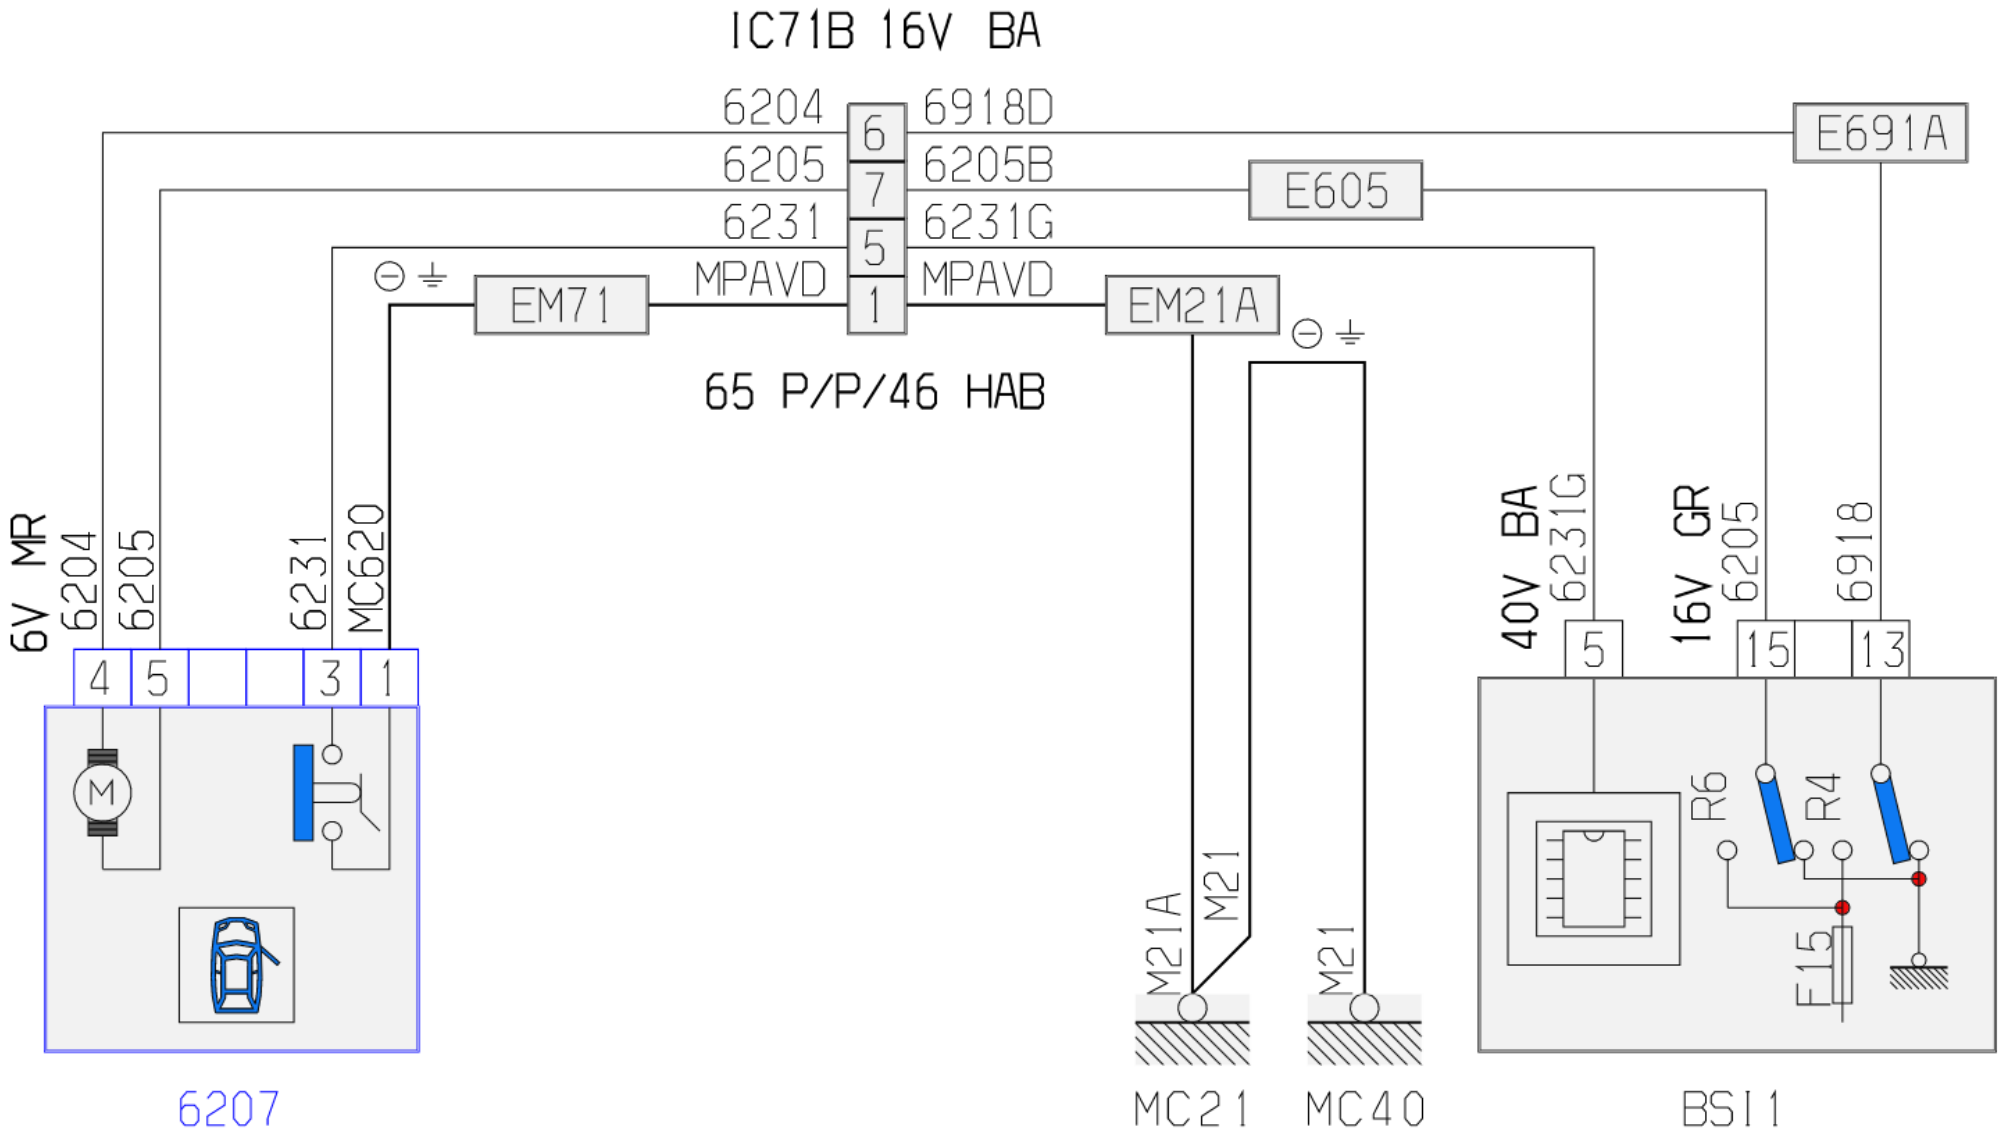 IC71B 16V BA
6204 6 6918D
E691A
6205 7 6205B
E605
6231 5 6231G
MPAVD 1 MPAVD
EM71
EM21A
65 P/P/46 HAB
6V MR
6204
6205
6231
MC620
40V BA
6231G
16V GR
6205
6918
4 5 3 1
5 15 13
M
R6
R4
F15
M21A
M21
M21
6207
MC21
MC40
BSI1